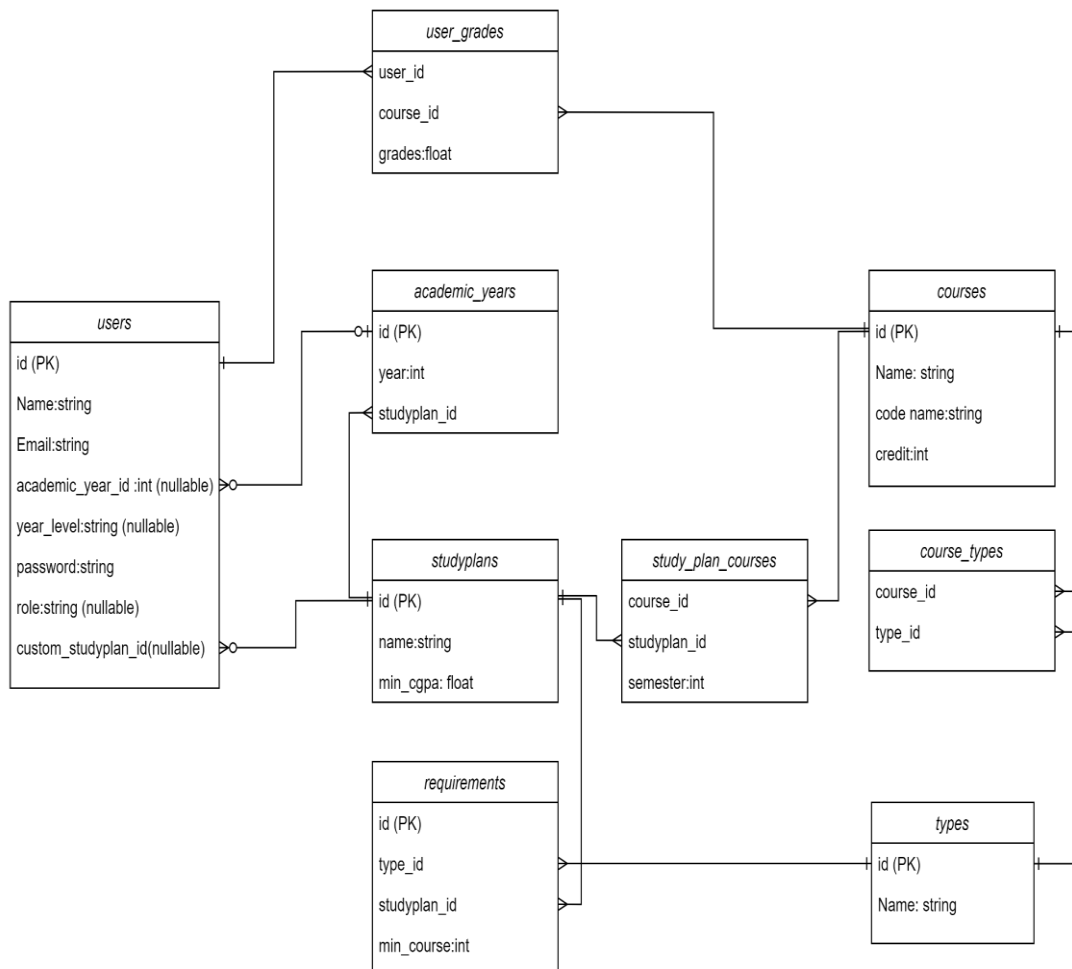 user_grades
user_id
course_id
grades:float
academic_years
id (PK)
year:int
studyplan_id
courses
id (PK)
Name: string
code name:string
credit:int
users
id (PK)
Name:string
Email:string
academic_year_id :int (nullable)
year_level:string (nullable)
password:string
role:string (nullable)
custom_studyplan_id(nullable)
studyplans
id (PK)
name:string
min_cgpa: float
study_plan_courses
course_id
studyplan_id
semester:int
course_types
course_id
type_id
requirements
id (PK)
type_id
studyplan_id
min_course:int
types
id (PK)
Name: string